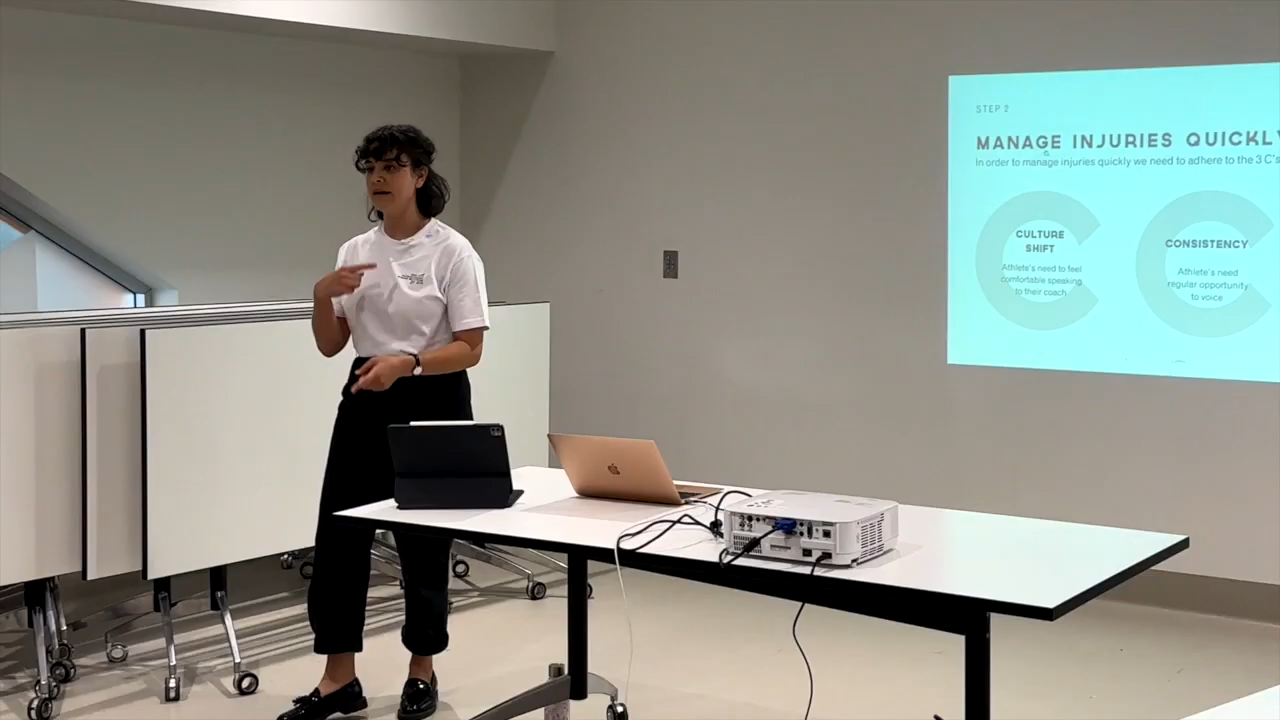 STEP 2
MANAGE INJURIES QUICKLY
In order to manage injuries quickly we need to adhere to the 3 C's
CULTURE
SHIFT
Athlete's need to feel
comfortable speaking
to their coach
CONSISTENCY
Athlete's need
regular opportunity
to voice